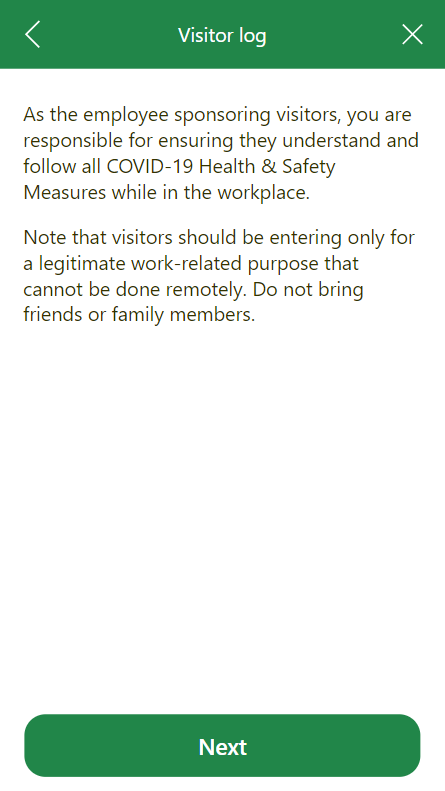 Visitor log
As the employee sponsoring visitors, you are
responsible for ensuring they understand and
follow all COVID-19 Health & Safety
Measures while in the workplace.
Note that visitors should be entering only for
a legitimate work-related purpose that
cannot be done remotely. Do not bring
friends or family members.
Next